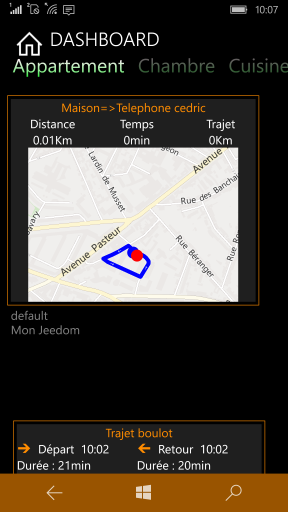 10:07
DASHBOARD
Appartement Chambre Cuisine
Maison=>Telephone cedric
Distance Temps Trajet
0.01Km 0min 0Km
Avenue
Rue des Banchai
Lardin de Musset
Avenue Pasteur
Rue Béranger
default
Mon Jeedom
Trajet boulot
Départ 10:02 Retour 10:02
Durée : 21min Durée : 20min